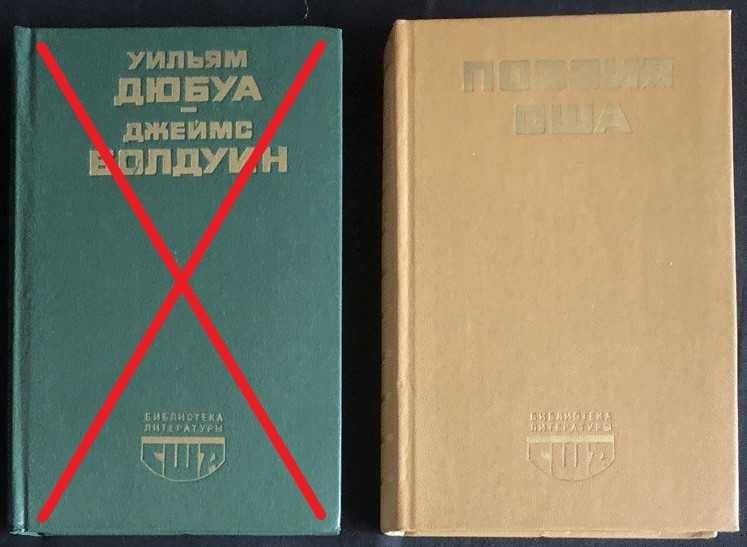 УИЛЬЯМ
ДЮБУА
–
ДЖЕЙМС
БОЛДУИН
БИБЛИОТЕКА
ЛИТЕРАТУРЫ
США
ПОЭЗИЯ
США
БИБЛИОТЕКА
ЛИТЕРАТУРЫ
США